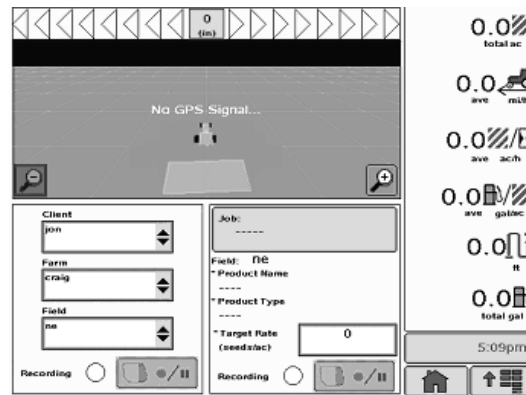 0
(in)
No GPS Signal...
Client
jon
Farm
craig
Field
ne
Recording
Job:
-----
Field: ne
* Product Name
----
* Product Type
----
* Target Rate
(seeds/ac)
0
Recording
0.0
total ac
0.0
ave
0.0
ave ac/h
0.0
ave gal/ac
0.0
ft
0.0
total gal
5:09pm